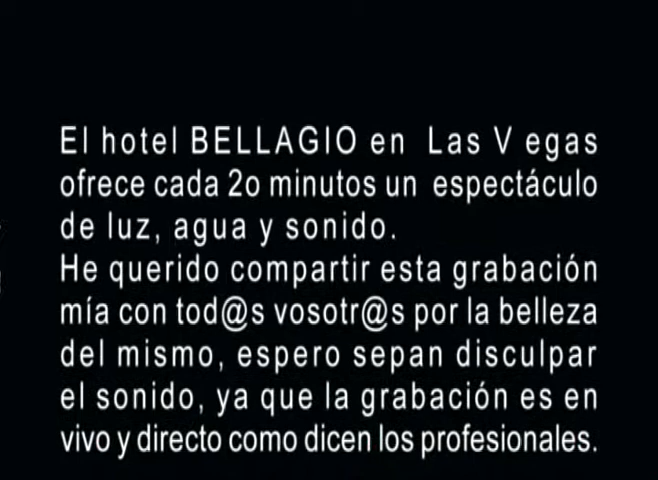 El hotel BELLAGIO en Las V egas
ofrece cada 2o minutos un espectáculo
de luz, agua y sonido.
He querido compartir esta grabación
mía con tod@s vosotr@s por la belleza
del mismo, espero sepan disculpar
el sonido, ya que la grabación es en
vivo y directo como dicen los profesionales.